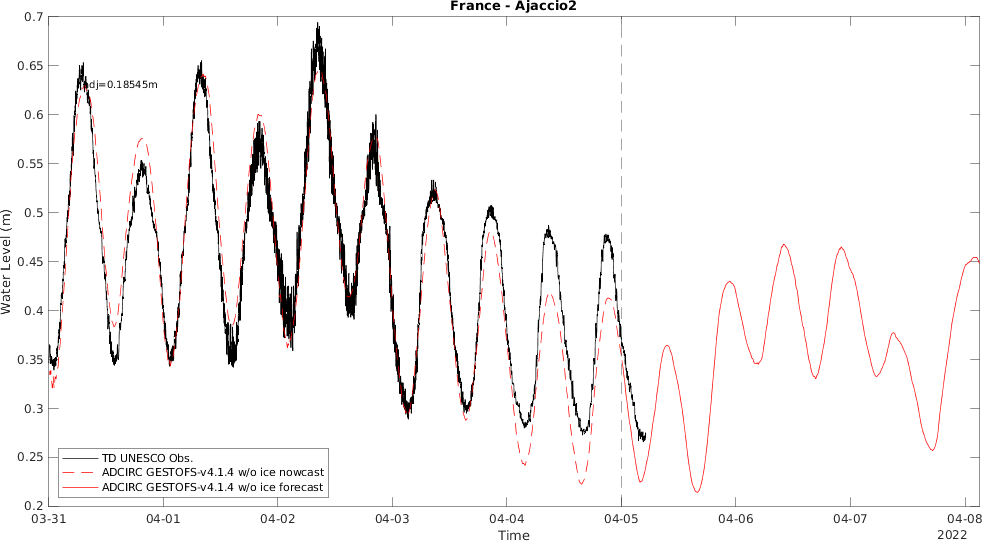 France - Ajaccio2
0.7
0.65
0.6
0.55
0.5
0.45
0.4
0.35
0.3
0.25
0.2
Water Level (m)
adj=0.18545m
TD UNESCO Obs.
ADCIRC GESTOFS-v4.1.4 w/o ice nowcast
ADCIRC GESTOFS-v4.1.4 w/o ice forecast
03-31 04-01 04-02 04-03 04-04 04-05 04-06 04-07 04-08
Time
2022